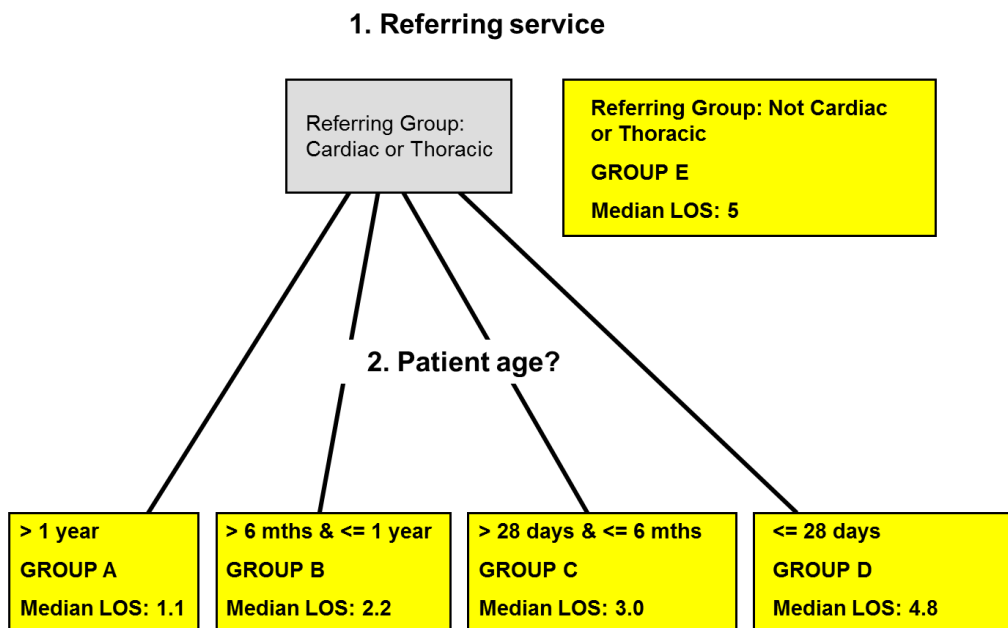 1. Referring service
Referring Group:
Cardiac or Thoracic
Referring Group: Not Cardiac
or Thoracic
GROUP E
Median LOS: 5
2. Patient age?
> 1 year
GROUP A
Median LOS: 1.1
> 6 mths & <= 1 year
GROUP B
Median LOS: 2.2
> 28 days & <= 6 mths
GROUP C
Median LOS: 3.0
<= 28 days
GROUP D
Median LOS: 4.8